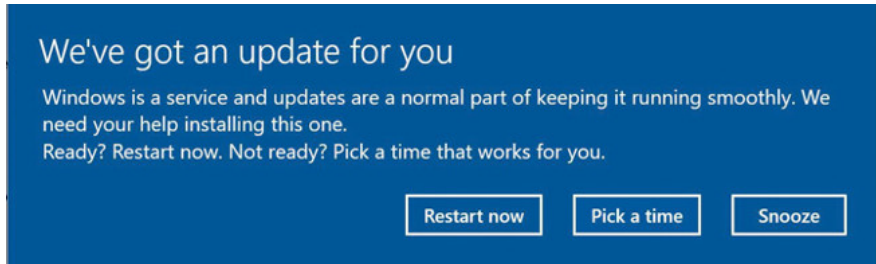 We've got an update for you
Windows is a service and updates are a normal part of keeping it running smoothly. We
need your help installing this one.
Ready? Restart now. Not ready? Pick a time that works for you.
Restart now Pick a time Snooze